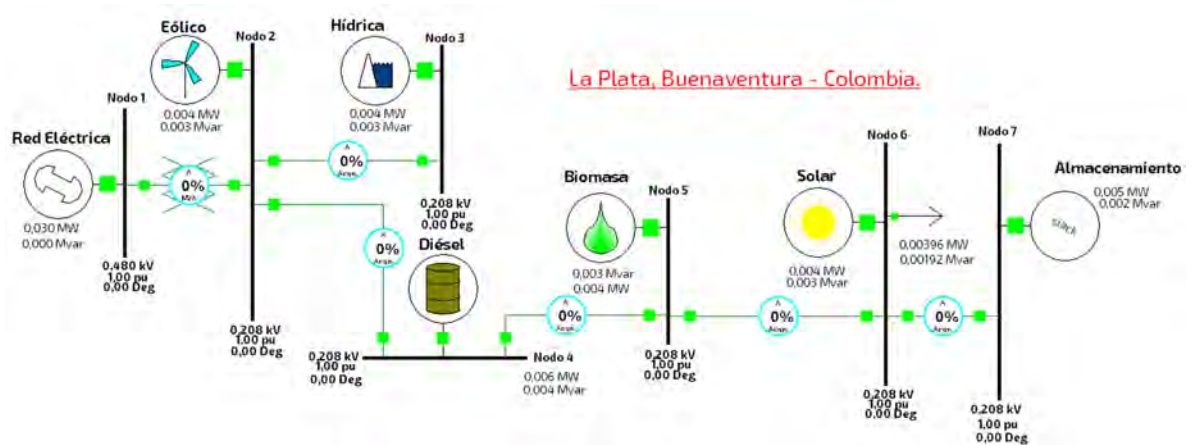 La Plata, Buenaventura - Colombia.
Red Eléctrica
0,030 MW
0,000 Mvar
Nodo 1
0,480 kV
1,00 pu
0,00 Deg
A
0%
MVA
Eólico
0,004 MW
0,003 Mvar
Nodo 2
0,208 kV
1,00 pu
0,00 Deg
A
0%
Amps
Hídrica
0,004 MW
0,003 Mvar
Nodo 3
0,208 kV
1,00 pu
0,00 Deg
A
0%
Amps
Diésel
0,208 kV
1,00 pu
0,00 Deg
Nodo 4
0,006 MW
0,004 Mvar
A
0%
Amps
Biomasa
0,003 Mvar
0,004 MW
Nodo 5
0,208 kV
1,00 pu
0,00 Deg
A
0%
Amps
Solar
0,004 MW
0,003 Mvar
Nodo 6
0,00396 MW
0,00192 Mvar
0,208 kV
1,00 pu
0,00 Deg
A
0%
Amps
Nodo 7
0,208 kV
1,00 pu
0,00 Deg
Almacenamiento
0,005 MW
0,002 Mvar
slack